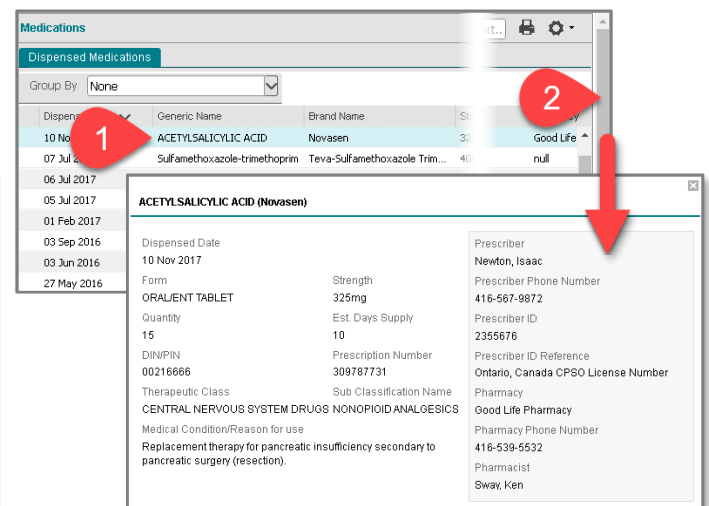 Medications
Dispensed Medications
Group By None
Generic Name Brand Name
10 ACETYLSALICYLIC ACID Novasen Good Life
07 Jul Sulfamethoxazole-trimethoprim Teva-Sulfamethoxazole Trim... null
06 Jul 2017
05 Jul 2017
01 Feb 2017
03 Sep 2016
03 Jun 2016
27 May 2016
1
2
ACETYLSALICYLIC ACID (Novasen)
Dispensed Date
10 Nov 2017
Form Strength
ORAL/ENT TABLET 325mg
Quantity Est. Days Supply
15 10
DIN/PIN Prescription Number
00216666 309787731
Therapeutic Class Sub Classification Name
CENTRAL NERVOUS SYSTEM DRUGS NONOPIOID ANALGESICS
Medical Condition/Reason for use
Replacement therapy for pancreatic insufficiency secondary to
pancreatic surgery (resection).
Prescriber
Newton, Isaac
Prescriber Phone Number
416-567-9872
Prescriber ID
2355676
Prescriber ID Reference
Ontario, Canada CPSO License Number
Pharmacy
Good Life Pharmacy
Pharmacy Phone Number
416-539-5532
Pharmacist
Sway, Ken